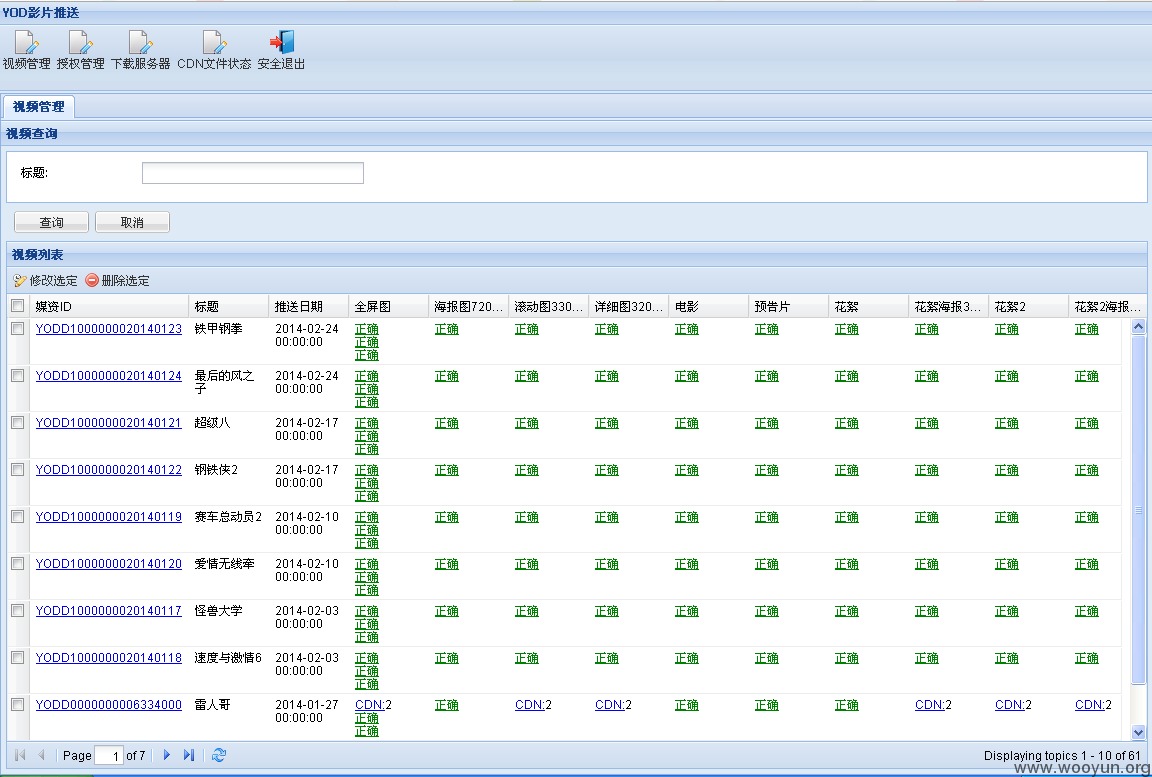 YOD影片推送
视频管理 授权管理 下载服务器 CDN文件状态 安全退出
视频管理
视频查询
标题:
查询 取消
视频列表
修改选定 删除选定
媒资ID 标题 推送日期 全屏图 海报图720... 滚动图330... 详细图320... 电影 预告片 花絮 花絮海报3... 花絮2 花絮2海报...
YODD1000000020140123 铁甲钢拳 2014-02-24 正确 正确 正确 正确 正确 正确 正确 正确 正确 正确
00:00:00 正确
正确
YODD1000000020140124 最后的风之 2014-02-24 正确 正确 正确 正确 正确 正确 正确 正确 正确 正确
子 00:00:00 正确
正确
YODD1000000020140121 超级八 2014-02-17 正确 正确 正确 正确 正确 正确 正确 正确 正确 正确
00:00:00 正确
正确
YODD1000000020140122 钢铁侠2 2014-02-17 正确 正确 正确 正确 正确 正确 正确 正确 正确 正确
00:00:00 正确
正确
YODD1000000020140119 赛车总动员2 2014-02-10 正确 正确 正确 正确 正确 正确 正确 正确 正确 正确
00:00:00 正确
正确
YODD1000000020140120 爱情无线牵 2014-02-10 正确 正确 正确 正确 正确 正确 正确 正确 正确 正确
00:00:00 正确
正确
YODD1000000020140117 怪兽大学 2014-02-03 正确 正确 正确 正确 正确 正确 正确 正确 正确 正确
00:00:00 正确
正确
YODD1000000020140118 速度与激情6 2014-02-03 正确 正确 正确 正确 正确 正确 正确 正确 正确 正确
00:00:00 正确
正确
YODD0000000006334000 雷人哥 2014-01-27 CDN:2 正确 CDN:2 CDN:2 正确 正确 正确 CDN:2 CDN:2 CDN:2
00:00:00 正确
正确
Page 1 of 7 Displaying topics 1 - 10 of 61
www.wooyun.org